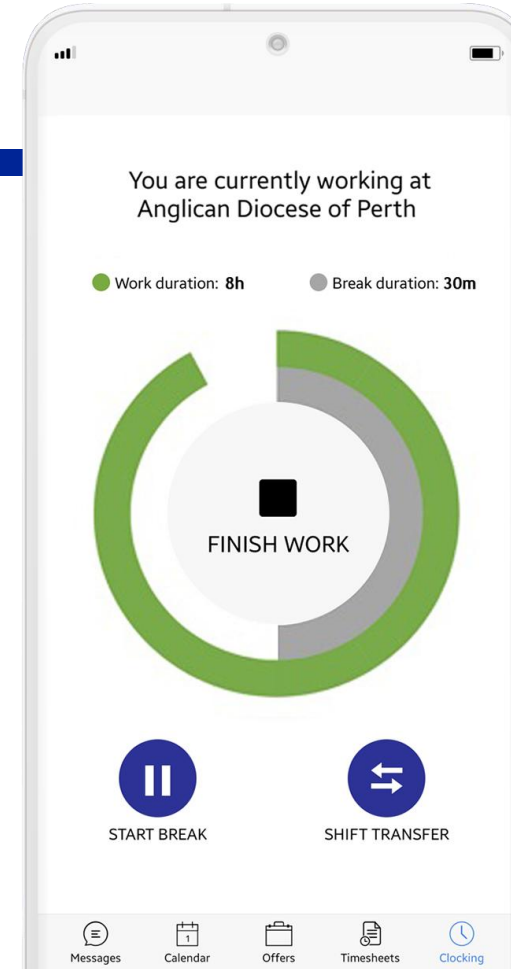 You are currently working at
Anglican Diocese of Perth
Work duration: 8h
Break duration: 30m
FINISH WORK
START BREAK
SHIFT TRANSFER
1
Messages
Calendar
Offers
Timesheets
Clocking